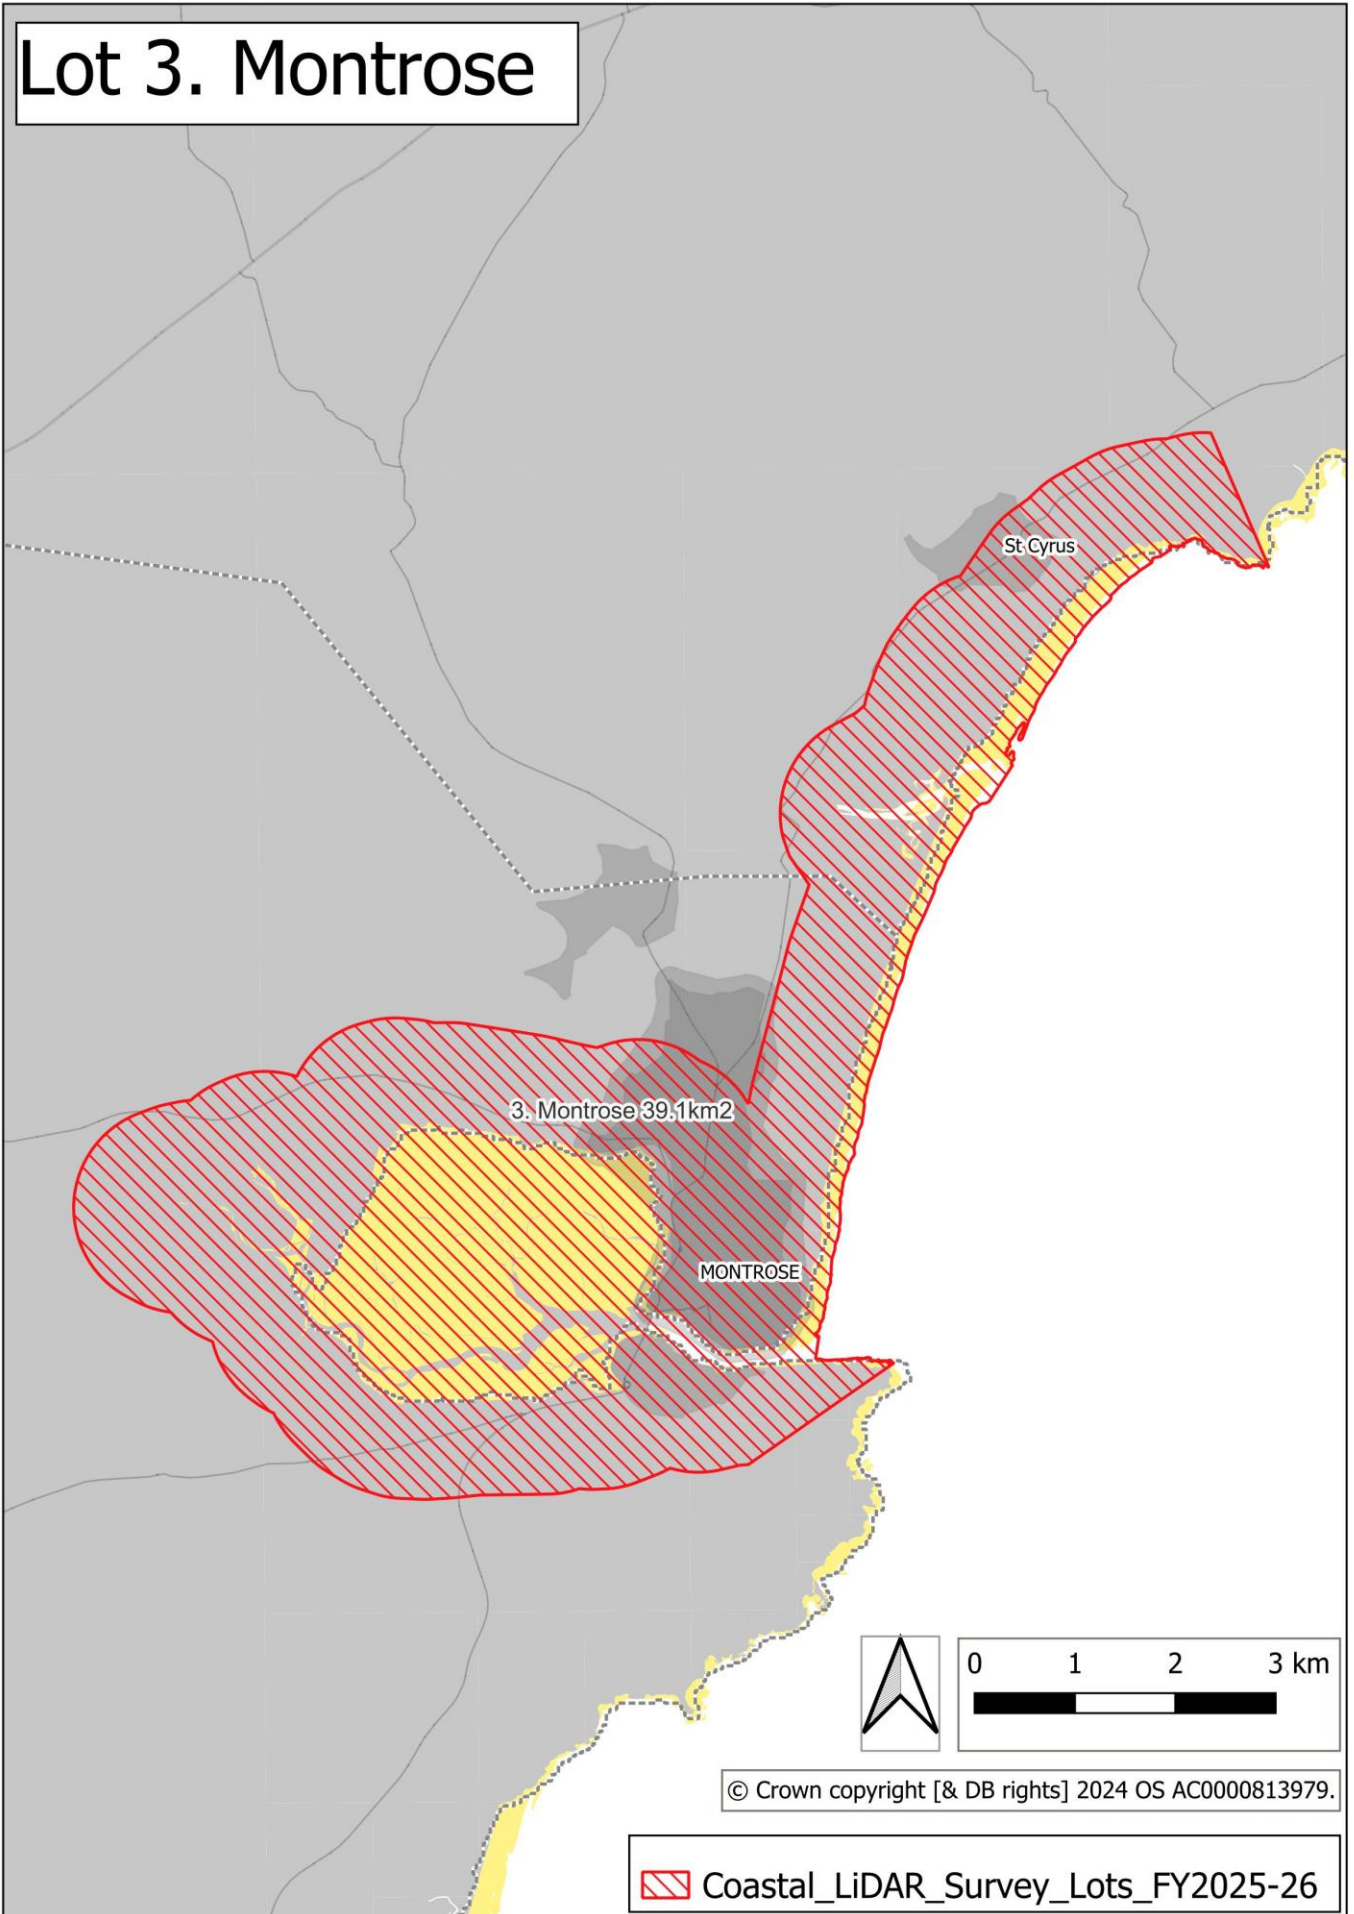 Lot 3. Montrose
St Cyrus
3. Montrose 39.1km2
MONTROSE
0 1 2 3 km
© Crown copyright [& DB rights] 2024 OS AC0000813979.
Coastal_LiDAR_Survey_Lots_FY2025-26